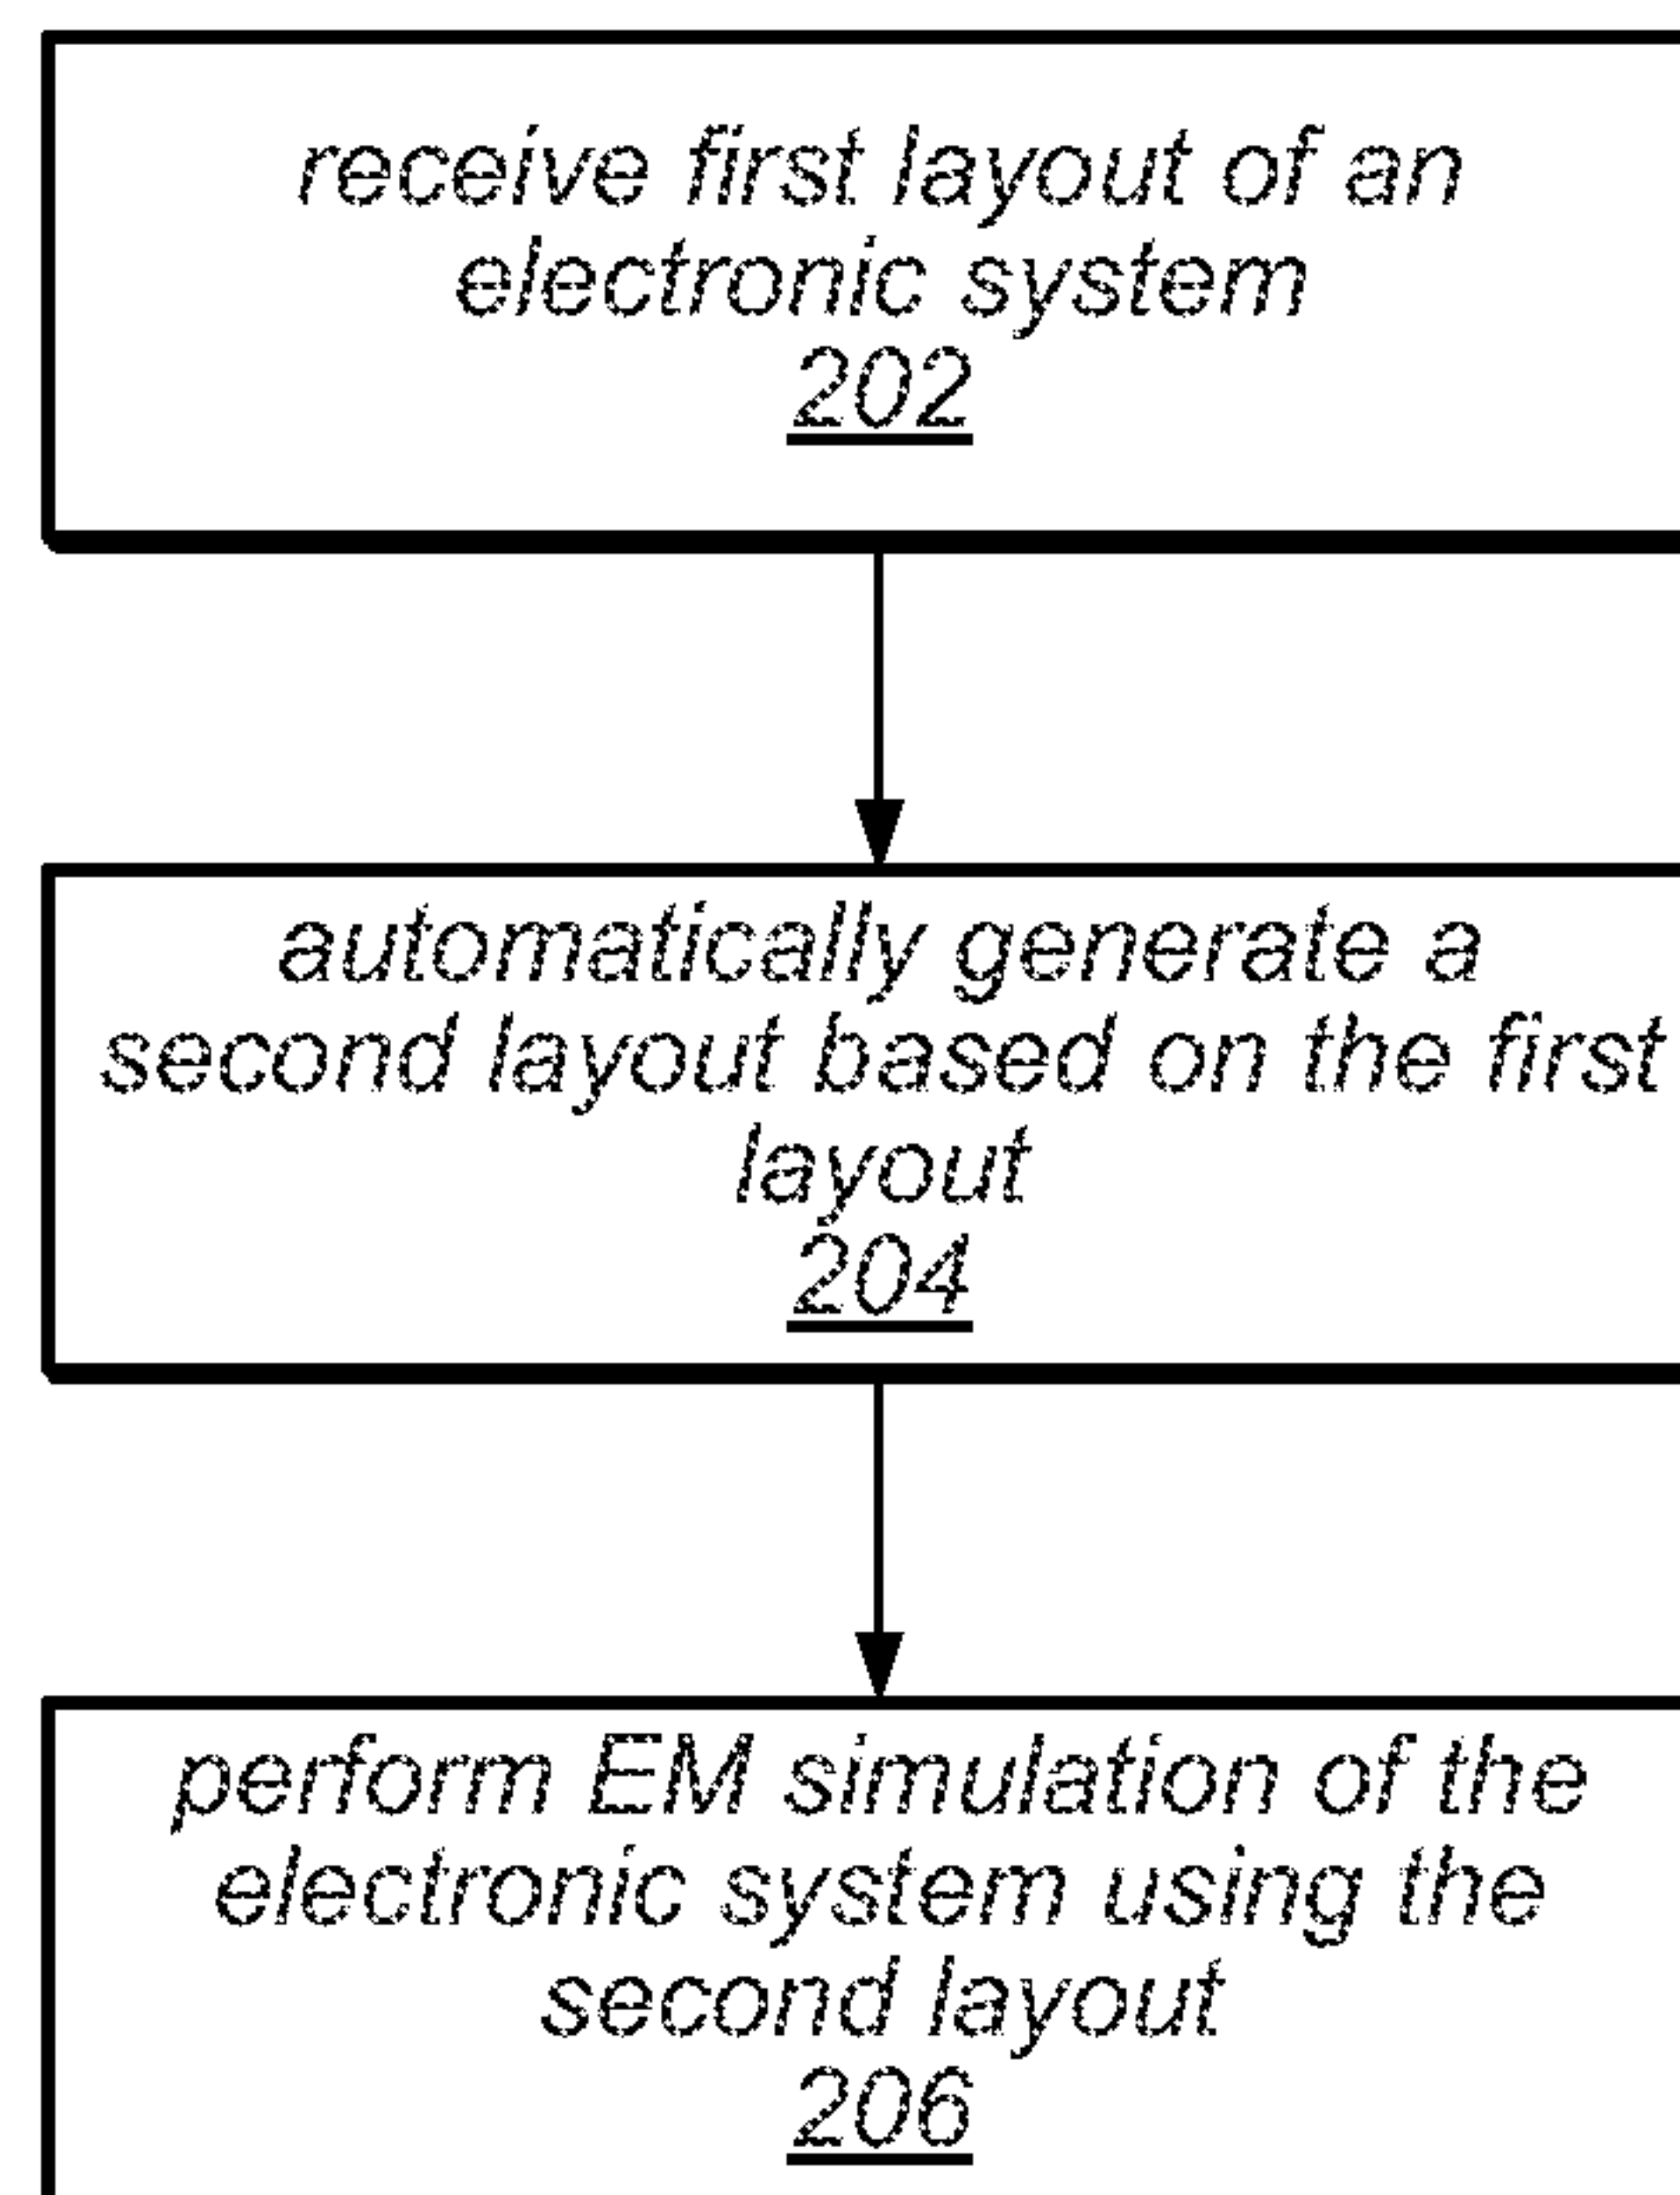 receive first layout of an
electronic system
202
automatically generate a
second layout based on the first
layout
204
perform EM simulation of the
electronic system using the
second layout
206